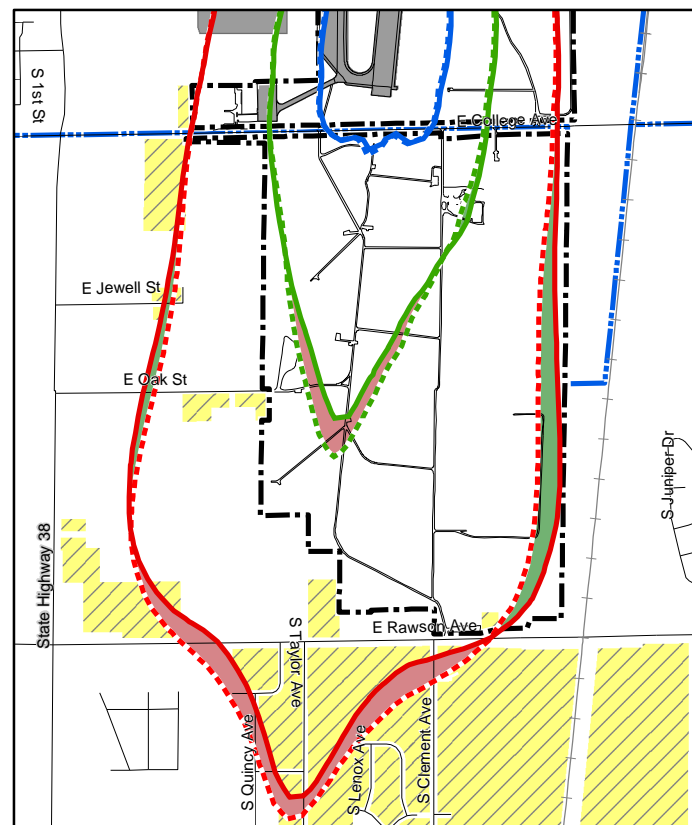 S 1st St
E College Ave
E Jewell St
E Oak St
S Juniper Dr
State Highway 38
E Rawson Ave
S Taylor Ave
S Quincy Ave
S Lenox Ave
S Clement Ave